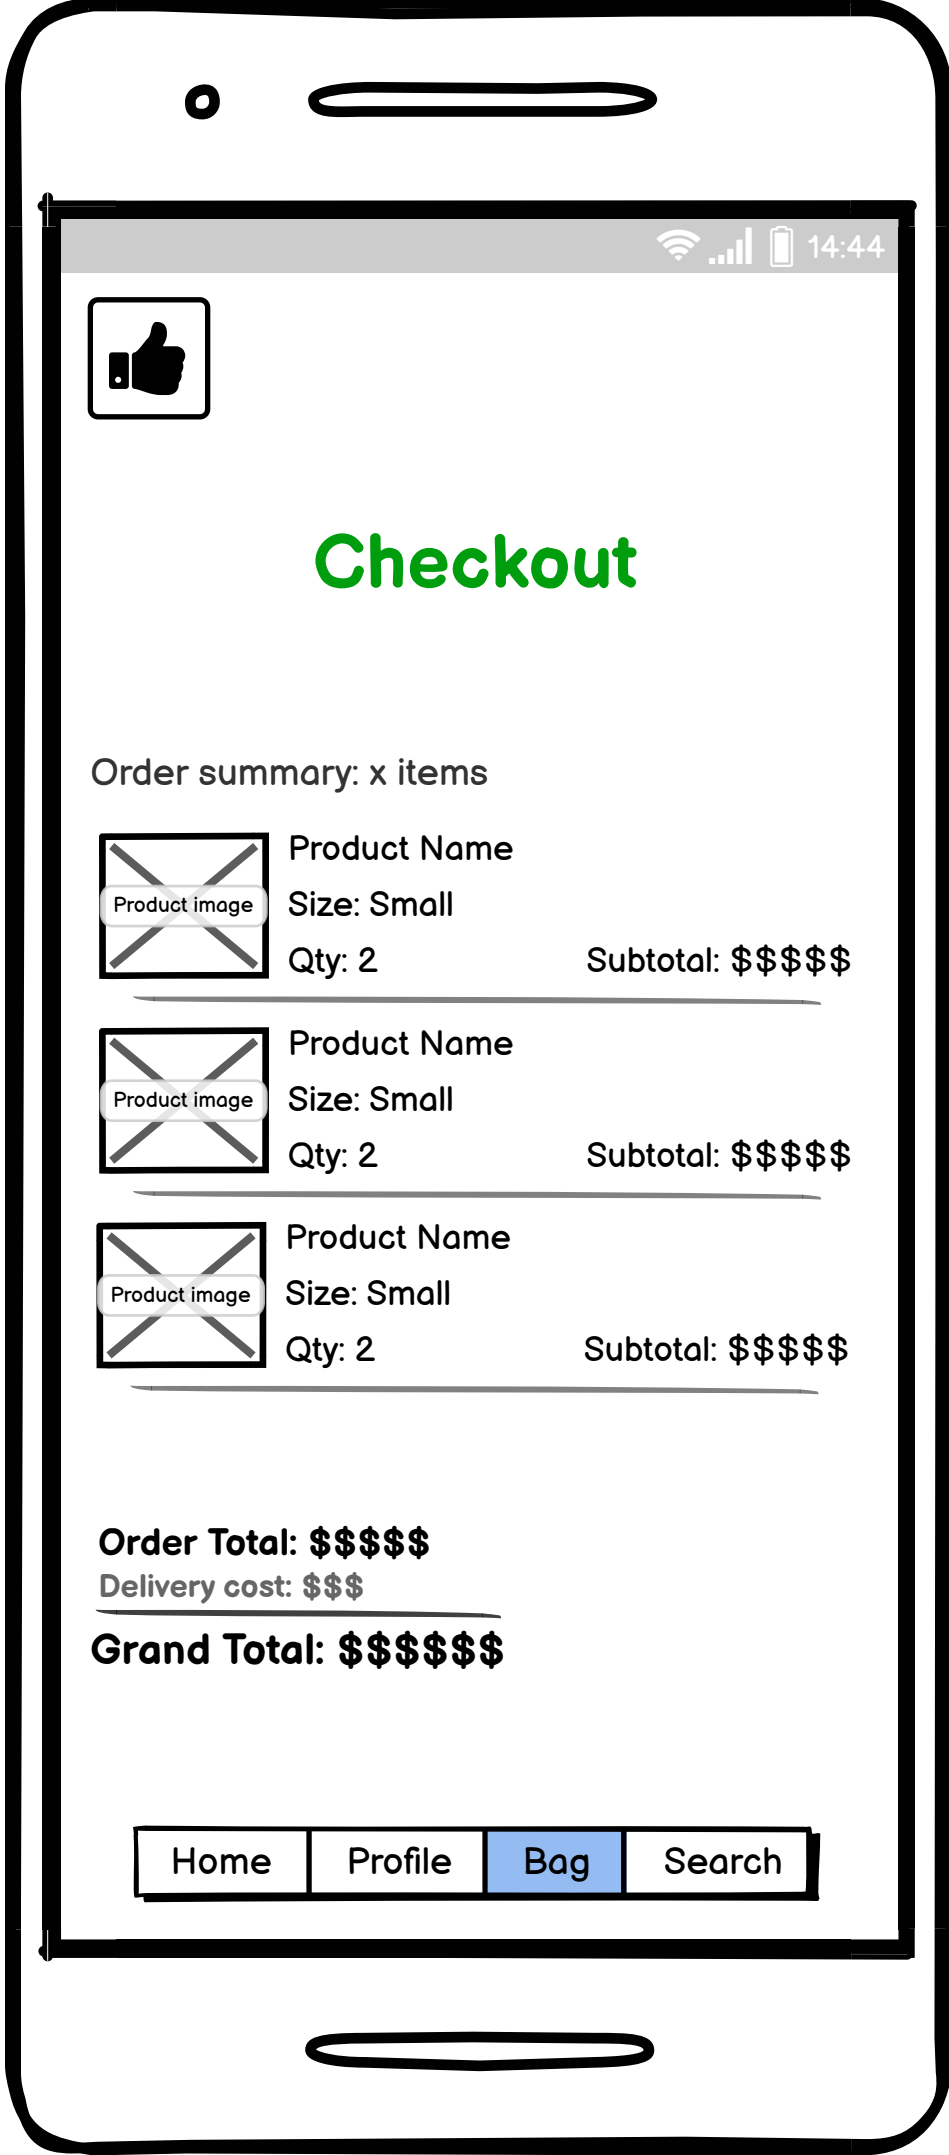 14:44
Checkout
Order summary: x items
Product image
Product Name
Size: Small
Qty: 2
Subtotal: $$$$$
Product image
Product Name
Size: Small
Qty: 2
Subtotal: $$$$$
Product image
Product Name
Size: Small
Qty: 2
Subtotal: $$$$$
Order Total: $$$$$
Delivery cost: $$$
Grand Total: $$$$$$
Home Profile Bag Search